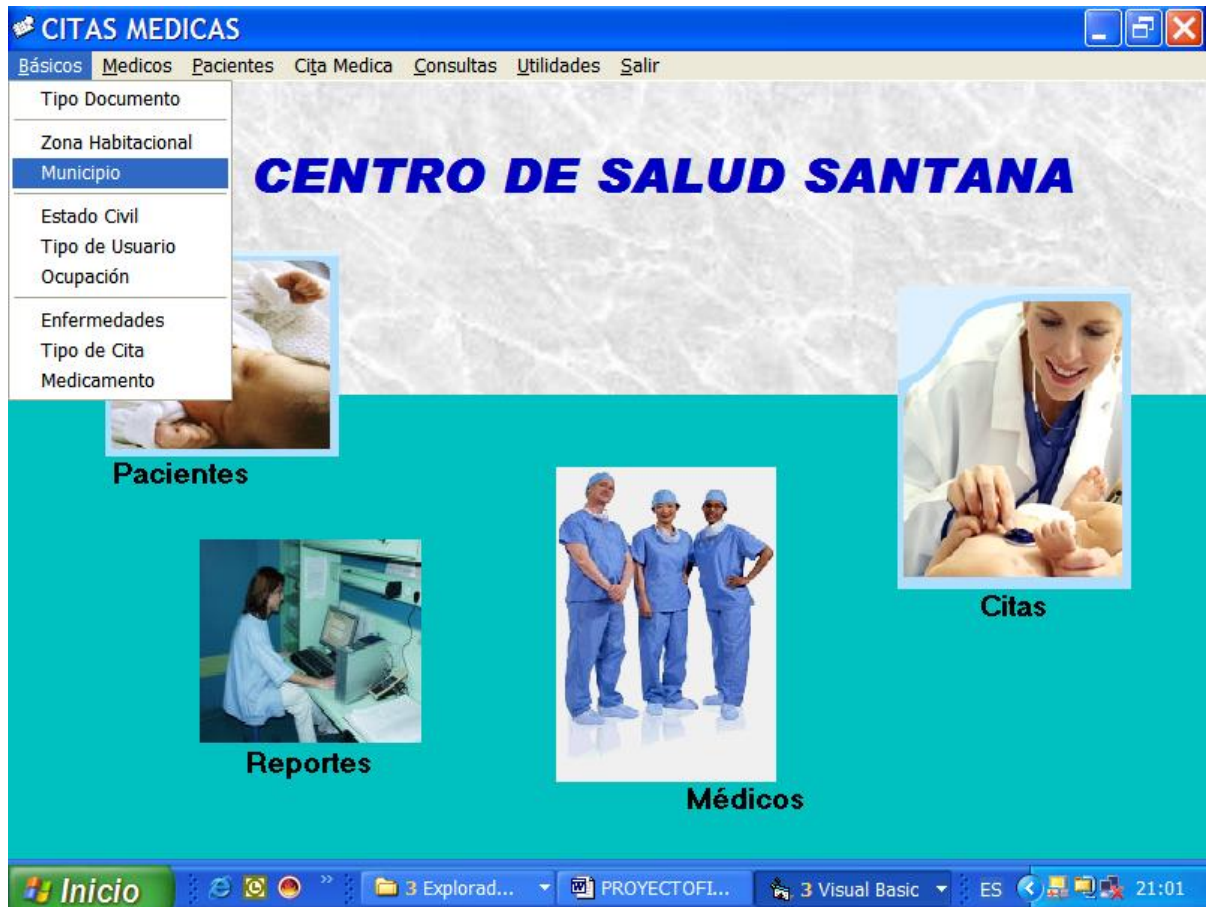 CITAS MEDICAS
Básicos Medicos Pacientes Cita Medica Consultas Utilidades Salir
Tipo Documento
Zona Habitacional
Municipio
Estado Civil
Tipo de Usuario
Ocupación
Enfermedades
Tipo de Cita
Medicamento
CENTRO DE SALUD SANTANA
Pacientes
Citas
Reportes
Médicos
Inicio » 3 Explorad... PROYECTOFI... 3 Visual Basic ES 21:01